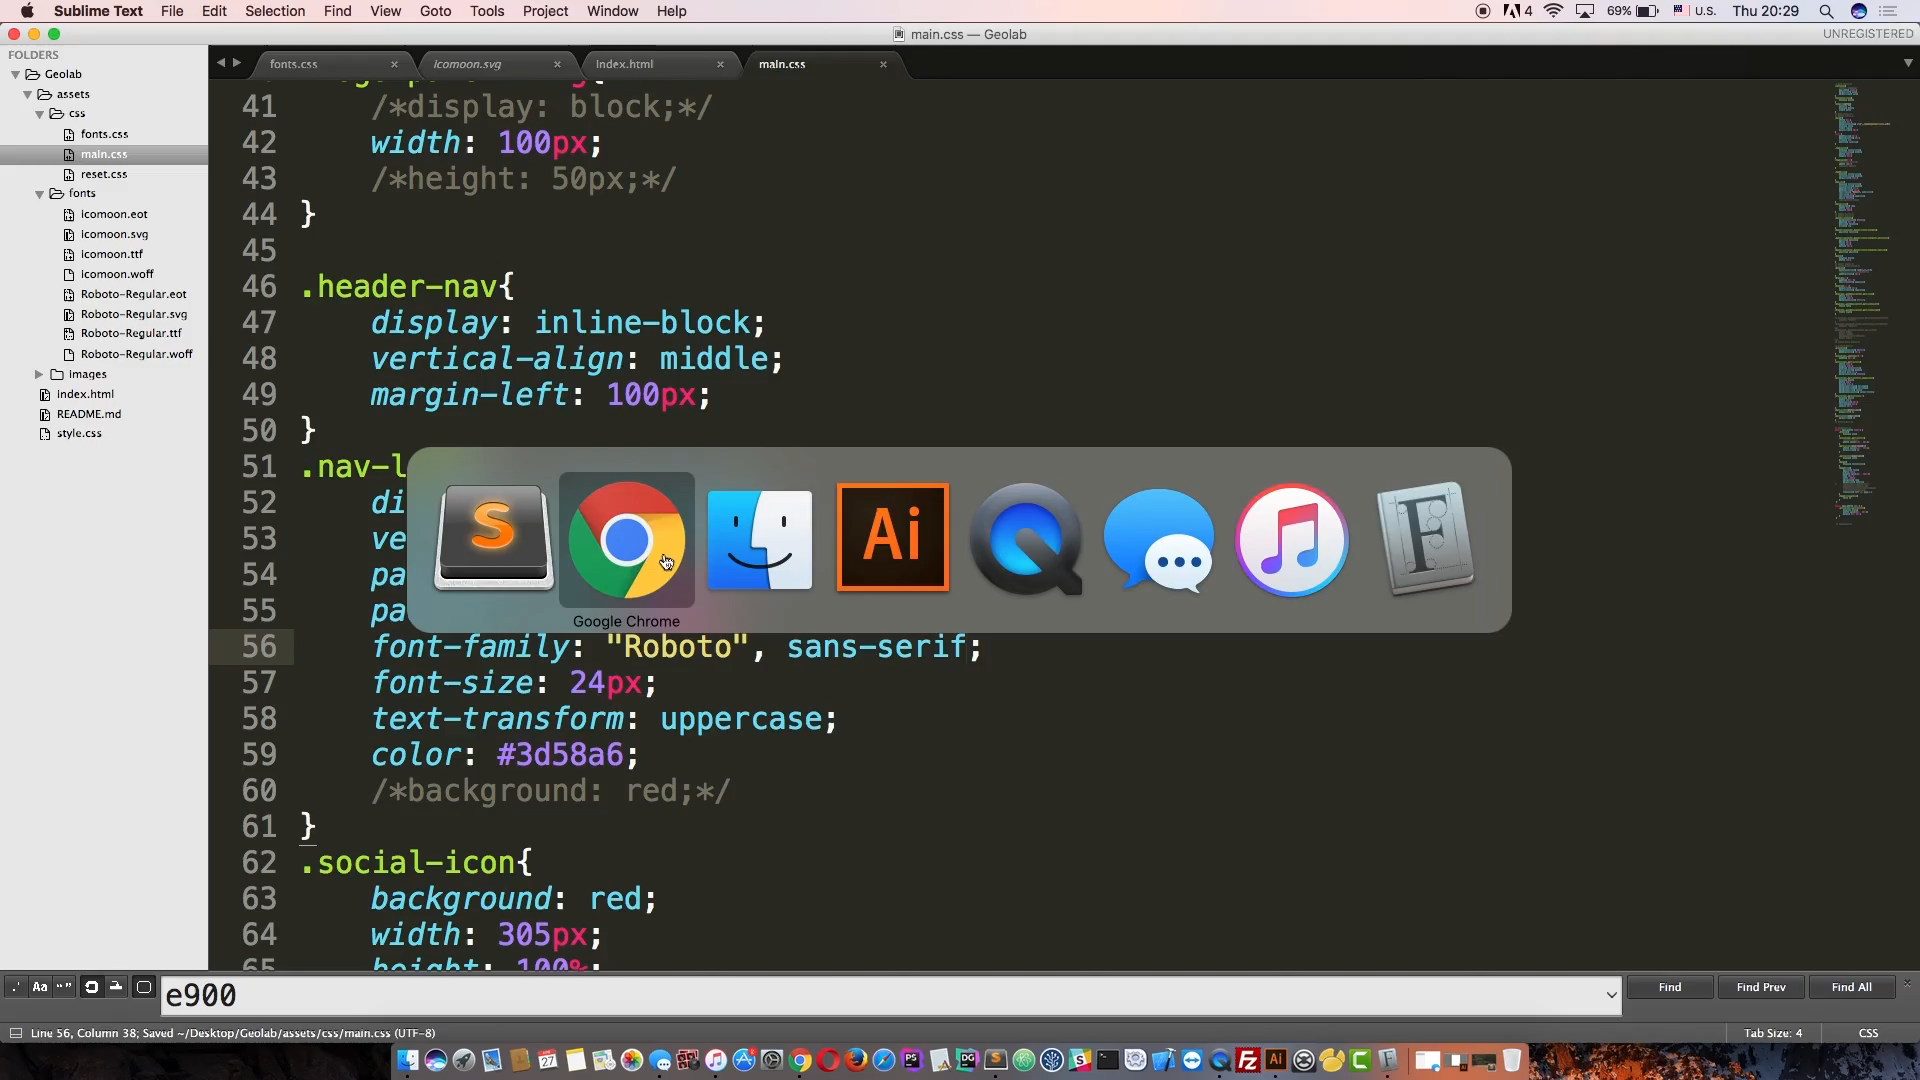 Sublime Text File Edit Selection Find View Goto Tools Project Window Help
4 69% U.S. Thu 20:29
main.css — Geolab
UNREGISTERED
FOLDERS
Geolab
assets
css
fonts.css
main.css
reset.css
fonts
icomoon.eot
icomoon.svg
icomoon.ttf
icomoon.woff
Roboto-Regular.eot
Roboto-Regular.svg
Roboto-Regular.ttf
Roboto-Regular.woff
images
index.html
README.md
style.css
fonts.css × icomoon.svg × index.html × main.css ×
41 /*display: block;*/
42 width: 100px;
43 /*height: 50px;*/
44 }
45
46 .header-nav{
47 display: inline-block;
48 vertical-align: middle;
49 margin-left: 100px;
50 }
51 .nav-l
52 di
53 ve
54 pa
55 pa
S Ai F
Google Chrome
56 font-family: "Roboto", sans-serif;
57 font-size: 24px;
58 text-transform: uppercase;
59 color: #3d58a6;
60 /*background: red;*/
61 }
62 .social-icon{
63 background: red;
64 width: 305px;
65 height: 100%;
.* Aa “” e900 Find Find Prev Find All
Line 56, Column 38; Saved ~/Desktop/Geolab/assets/css/main.css (UTF-8) Tab Size: 4 CSS